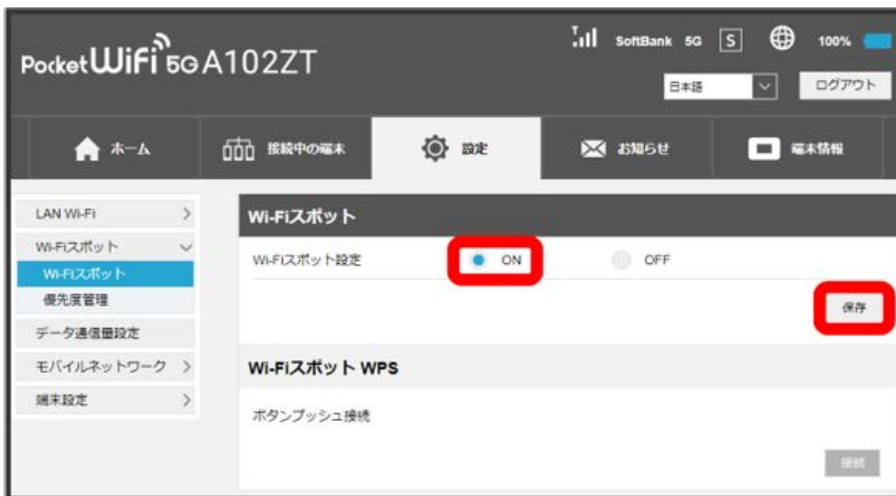 SoftBank 5G S 100%
Pocket WiFi 5G A102ZT
日本語 ログアウト
ホーム 接続中の端末 設定 お知らせ 端末情報
LAN Wi-Fi
Wi-Fiスポット
Wi-Fiスポット
優先度管理
データ通信量設定
モバイルネットワーク
端末設定
Wi-Fiスポット
Wi-Fiスポット設定 ON OFF
保存
Wi-Fiスポット WPS
ボタンプッシュ接続
接続